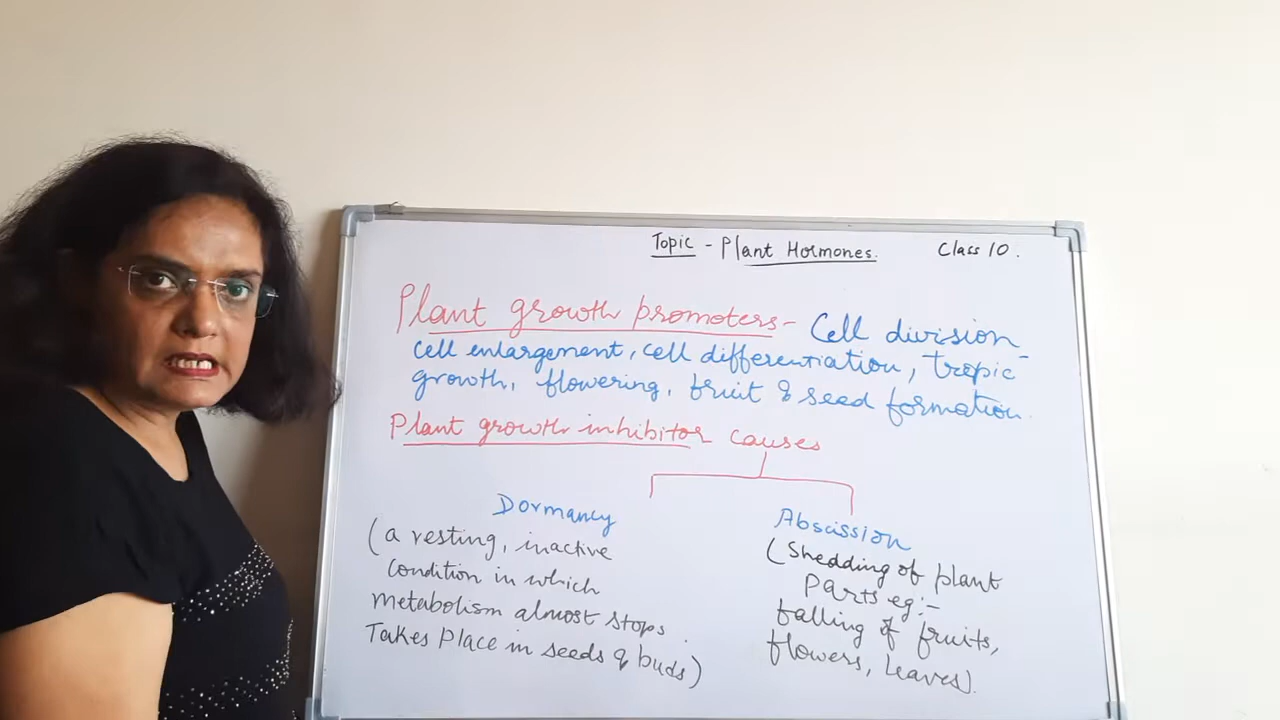 Topic - Plant Hormones. Class 10.
Plant growth promoters - Cell division
cell enlargement, cell differentiation, tropic
growth, flowering, fruit & seed formation.
Plant growth inhibitor causes
Dormancy
(a resting, inactive
condition in which
metabolism almost stops
Takes Place in seeds & buds)
Abscission
(Shedding of plant
Parts eg:-
falling of fruits,
flowers, leaves).